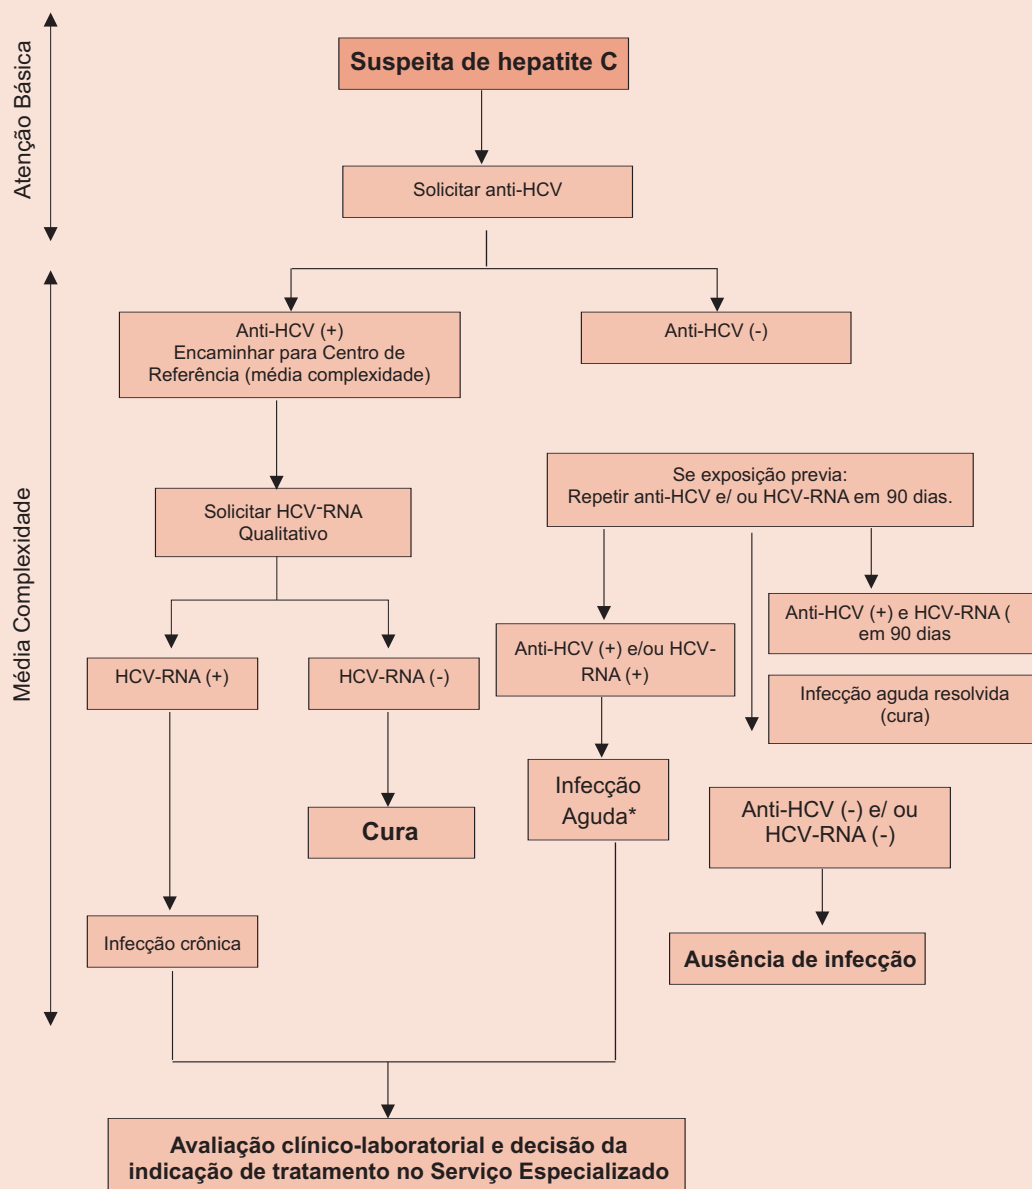 Atenção Básica
Suspeita de hepatite C
Solicitar anti-HCV
Média Complexidade
Anti-HCV (+)
Encaminhar para Centro de
Referência (média complexidade)
Anti-HCV (-)
Solicitar HCV-RNA
Qualitativo
Se exposição previa:
Repetir anti-HCV e/ ou HCV-RNA em 90 dias.
HCV-RNA (+)
HCV-RNA (-)
Anti-HCV (+) e/ou HCV-
RNA (+)
Anti-HCV (+) e HCV-RNA (
em 90 dias
Infecção aguda resolvida
(cura)
Cura
Infecção
Aguda*
Anti-HCV (-) e/ ou
HCV-RNA (-)
Infecção crônica
Ausência de infecção
Avaliação clínico-laboratorial e decisão da
indicação de tratamento no Serviço Especializado